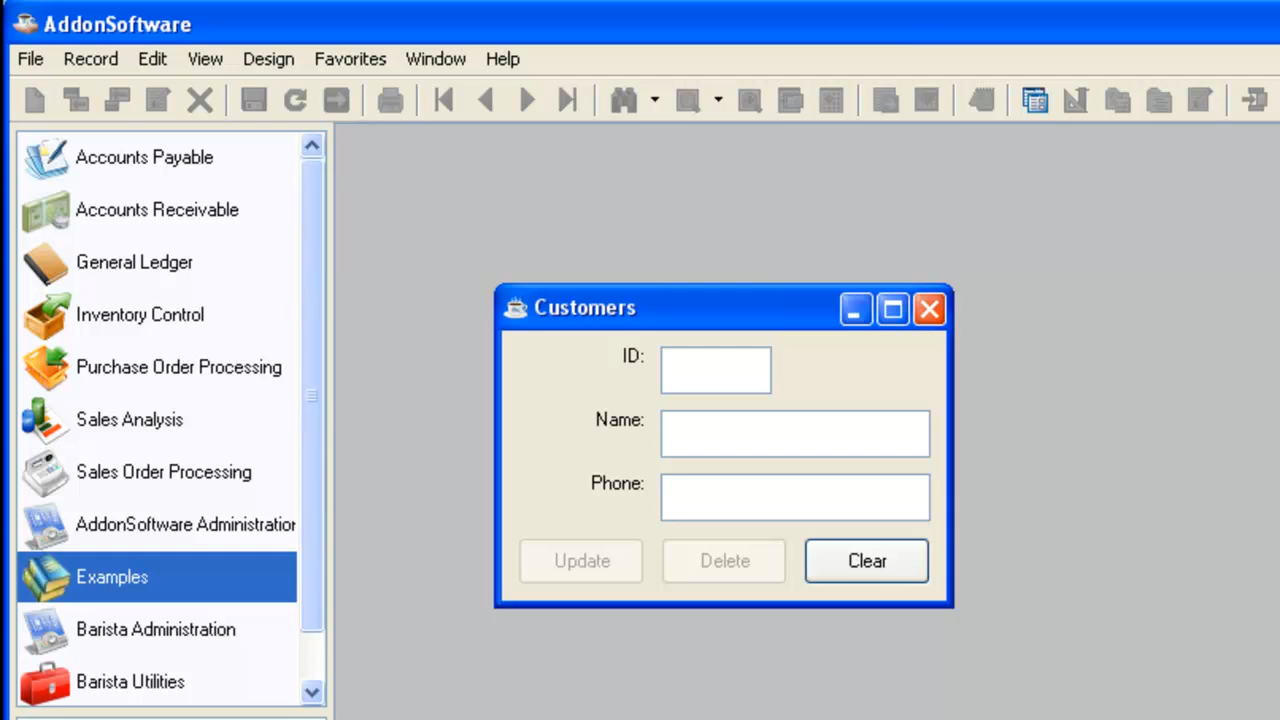 AddonSoftware
File Record Edit View Design Favorites Window Help
Accounts Payable
Accounts Receivable
General Ledger
Inventory Control
Purchase Order Processing
Sales Analysis
Sales Order Processing
AddonSoftware Administration
Examples
Barista Administration
Barista Utilities
Customers
ID:
Name:
Phone:
Update Delete Clear